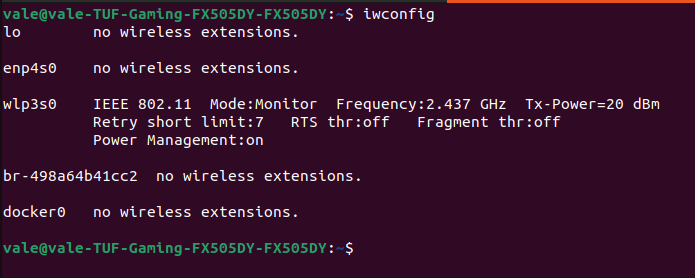 vale@vale-TUF-Gaming-FX505DY-FX505DY:~$ iwconfig
lo        no wireless extensions.
enp4s0    no wireless extensions.
wlp3s0    IEEE 802.11  Mode:Monitor  Frequency:2.437 GHz  Tx-Power=20 dBm
          Retry short limit:7   RTS thr:off   Fragment thr:off
          Power Management:on
br-498a64b41cc2  no wireless extensions.
docker0   no wireless extensions.
vale@vale-TUF-Gaming-FX505DY-FX505DY:~$